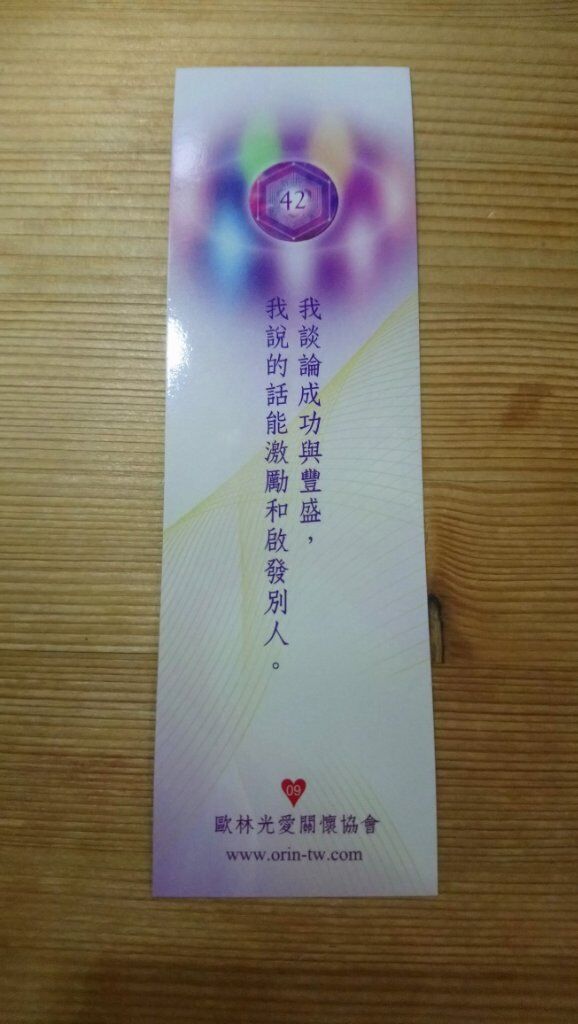 42
我談論成功與豐盛，
我說的話能激勵和啟發別人。
09
歐林光愛關懷協會
www.orin-tw.com